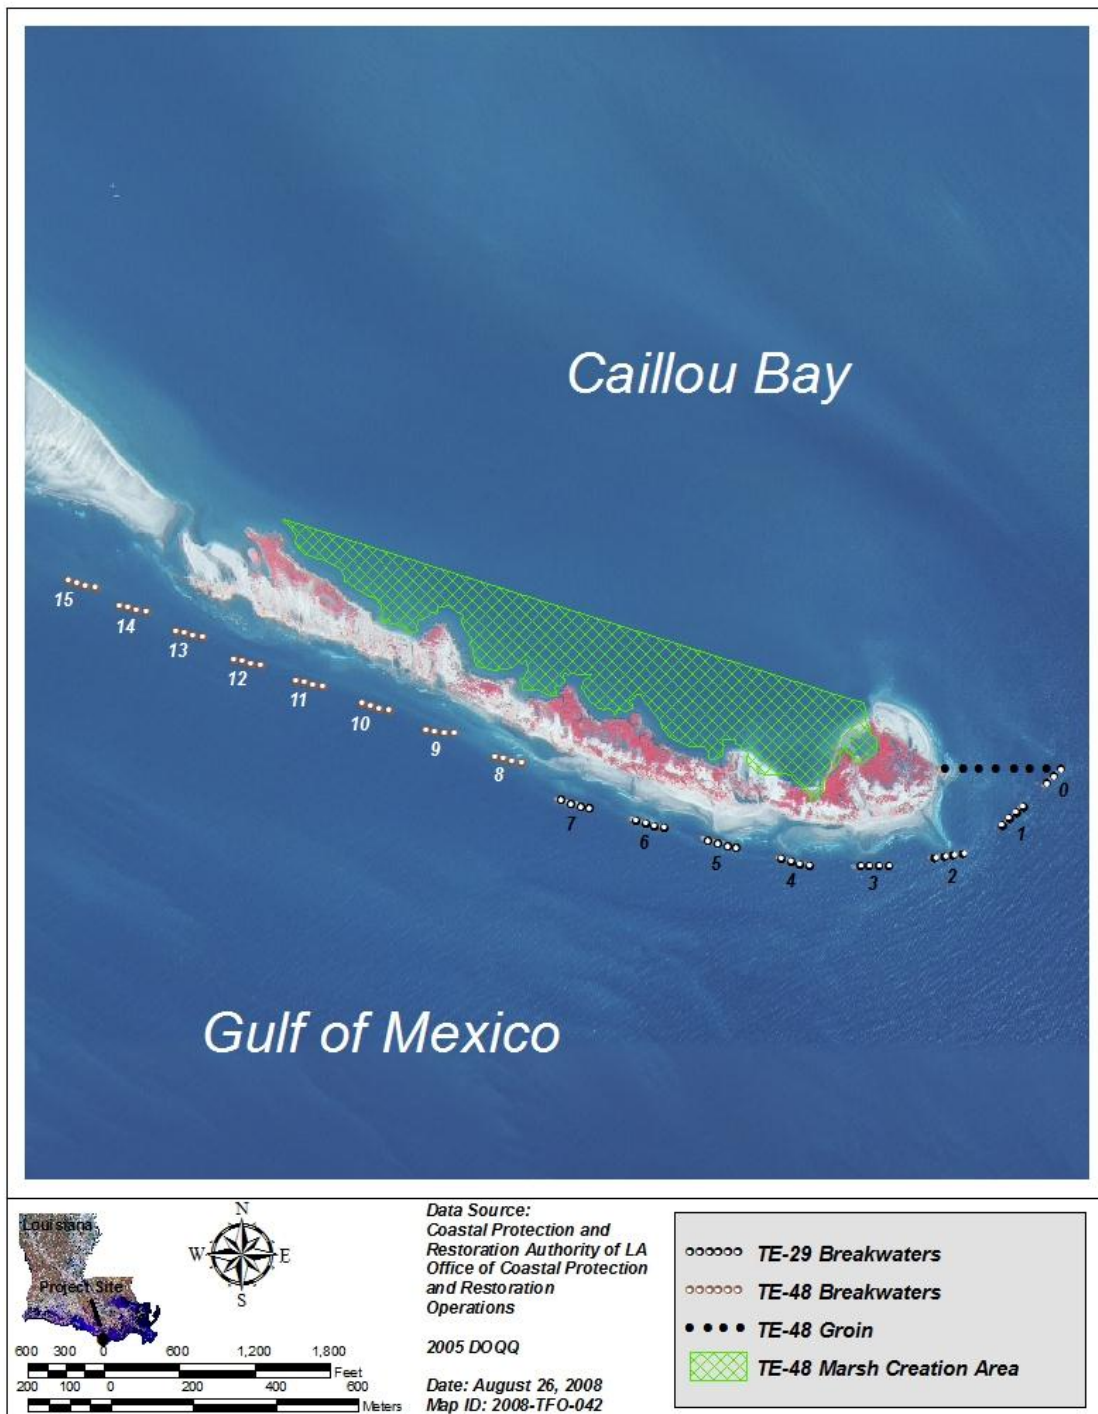 Caillou Bay
15
14
13
12
11
10
9
8
7
6
5
4
3
2
1
0
Gulf of Mexico
Louisiana
Project Site
N
W
E
S
600 300 0 600 1,200 1,800
Feet
200 100 0 200 400 600
Meters
Data Source:
Coastal Protection and
Restoration Authority of LA
Office of Coastal Protection
and Restoration
Operations
2005 DOQQ
Date: August 26, 2008
Map ID: 2008-TFO-042
TE-29 Breakwaters
TE-48 Breakwaters
TE-48 Groin
TE-48 Marsh Creation Area